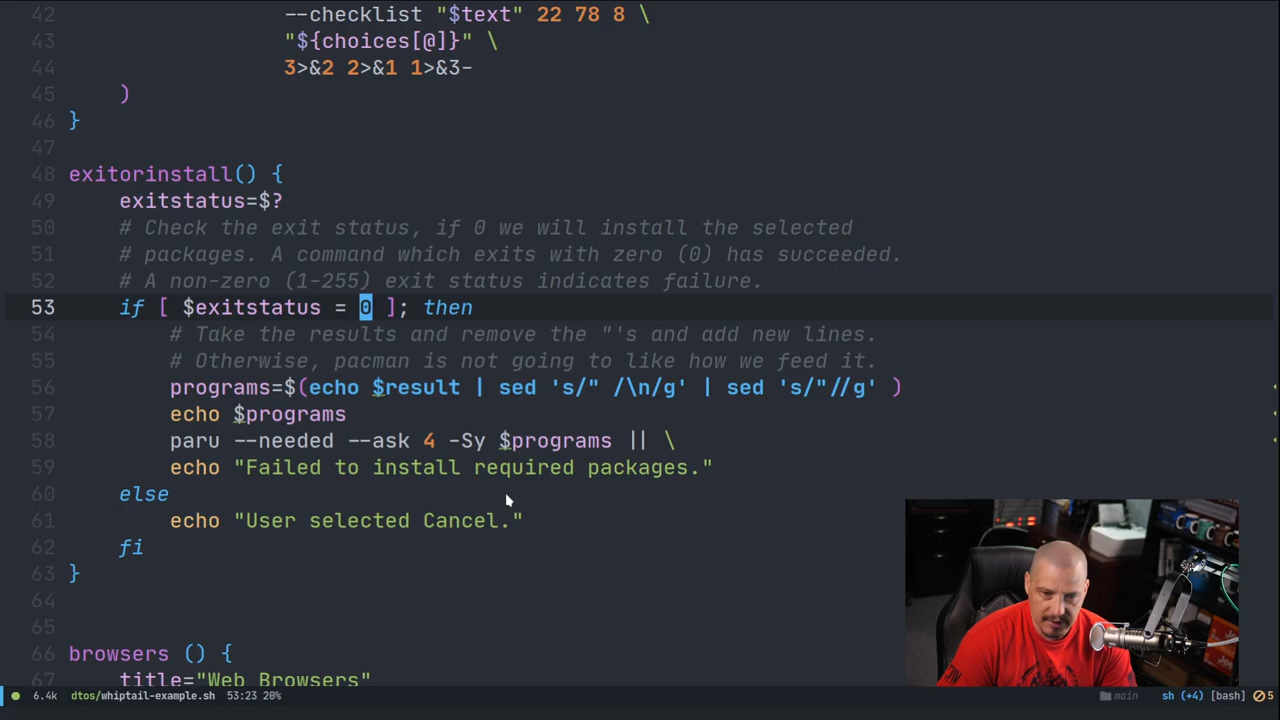 42 --checklist "$text" 22 78 8 \
43 "${choices[@]}" \
44 3>&2 2>&1 1>&3-
45 )
46 }
47
48 exitorinstall() {
49 exitstatus=$?
50 # Check the exit status, if 0 we will install the selected
51 # packages. A command which exits with zero (0) has succeeded.
52 # A non-zero (1-255) exit status indicates failure.
53 if [ $exitstatus = 0 ]; then
54 # Take the results and remove the "'s and add new lines.
55 # Otherwise, pacman is not going to like how we feed it.
56 programs=$(echo $result | sed 's/" /\n/g' | sed 's/"//g' )
57 echo $programs
58 paru --needed --ask 4 -Sy $programs || \
59 echo "Failed to install required packages."
60 else
61 echo "User selected Cancel."
62 fi
63 }
64
65
66 browsers () {
67 title="Web Browsers"
6.4k dtos/whiptail-example.sh 53:23 20% main sh (+4) [bash] 5